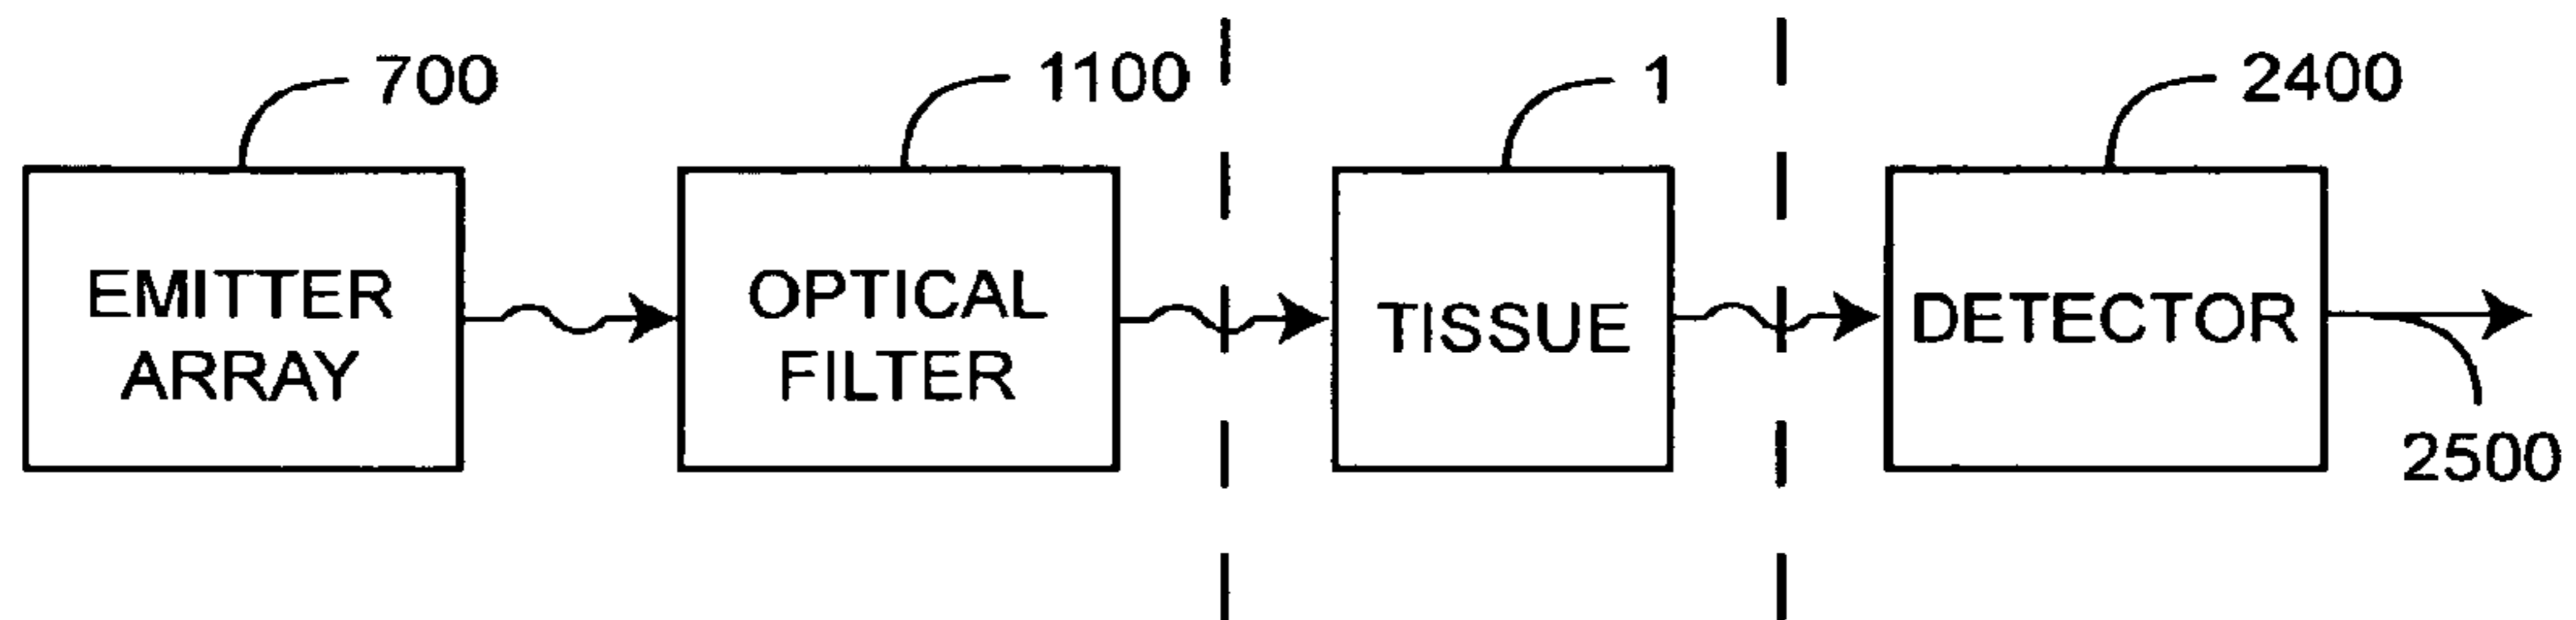 700
1100
1
2400
EMITTER
ARRAY
OPTICAL
FILTER
TISSUE
DETECTOR
2500